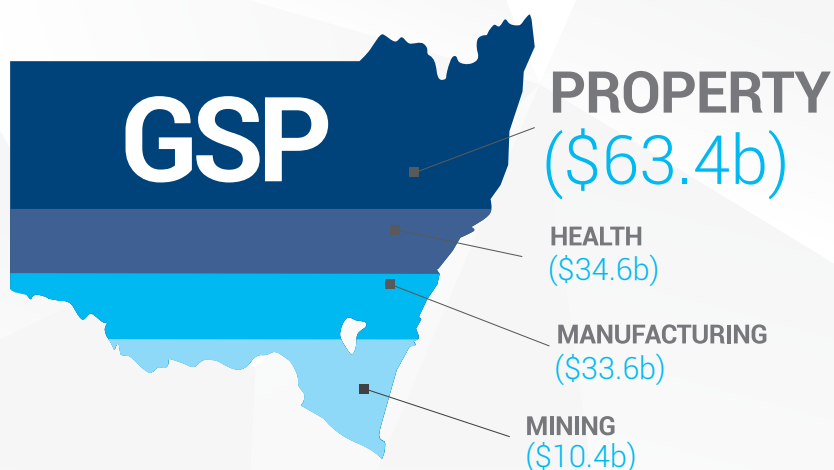 GSP
PROPERTY
($63.4b)
HEALTH
($34.6b)
MANUFACTURING
($33.6b)
MINING
($10.4b)